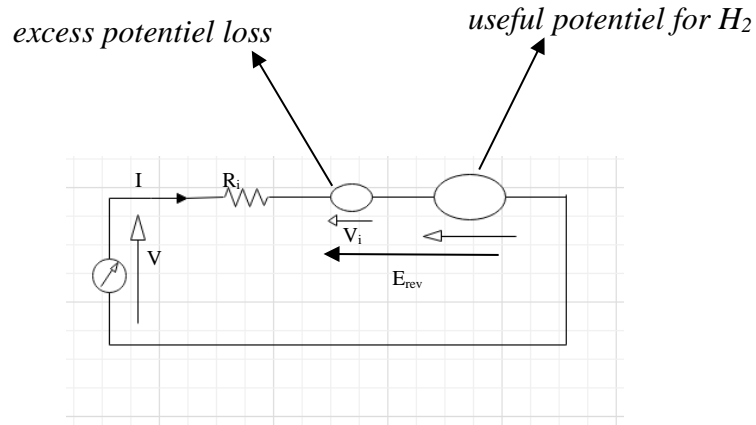 excess potentiel loss
useful potentiel for H2
I
Ri
Vi
V
Erev